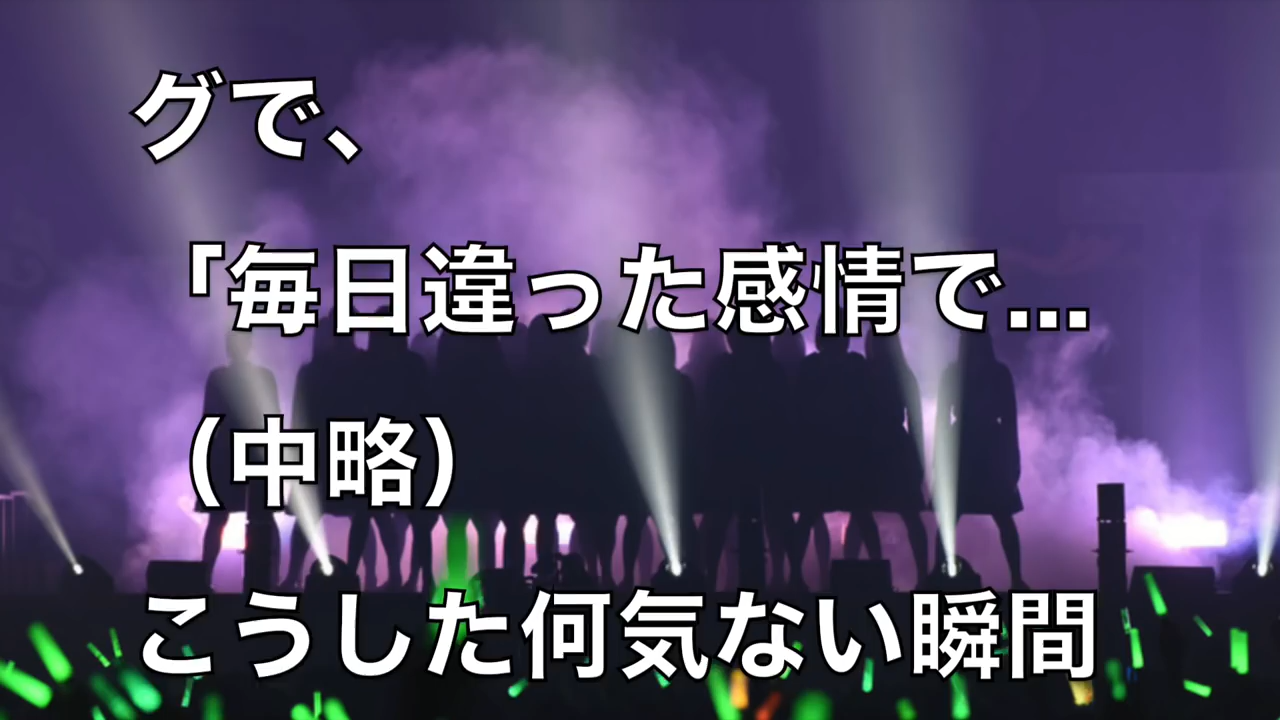 グで、
「毎日違った感情で...
（中略）
こうした何気ない瞬間